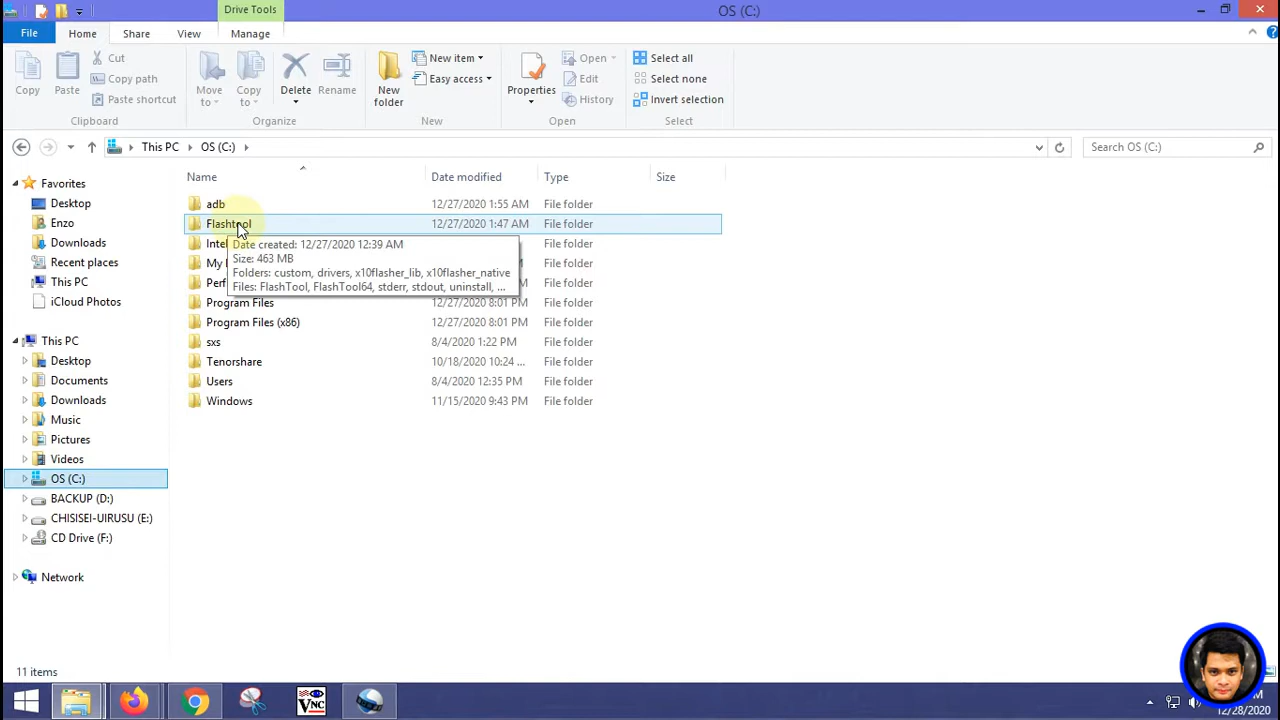 Drive Tools
OS (C:)
File Home Share View Manage
Copy
Paste
Cut
Copy path
Paste shortcut
Clipboard
Move to
Copy to
Delete
Rename
Organize
New folder
New item
Easy access
New
Properties
Open
Edit
History
Open
Select all
Select none
Invert selection
Select
This PC OS (C:)
Search OS (C:)
Favorites
Desktop
Enzo
Downloads
Recent places
This PC
iCloud Photos
This PC
Desktop
Documents
Downloads
Music
Pictures
Videos
OS (C:)
BACKUP (D:)
CHISISEI-UIRUSU (E:)
CD Drive (F:)
Network
Name Date modified Type Size
adb 12/27/2020 1:55 AM File folder
Flashtool 12/27/2020 1:47 AM File folder
Intel File folder
My File folder
Perf File folder
Date created: 12/27/2020 12:39 AM
Size: 463 MB
Folders: custom, drivers, x10flasher_lib, x10flasher_native
Files: FlashTool, FlashTool64, stderr, stdout, uninstall, ...
Program Files 12/27/2020 8:01 PM File folder
Program Files (x86) 12/27/2020 8:01 PM File folder
sxs 8/4/2020 1:22 PM File folder
Tenorshare 10/18/2020 10:24 ... File folder
Users 8/4/2020 12:35 PM File folder
Windows 11/15/2020 9:43 PM File folder
11 items
VNC
12/28/2020